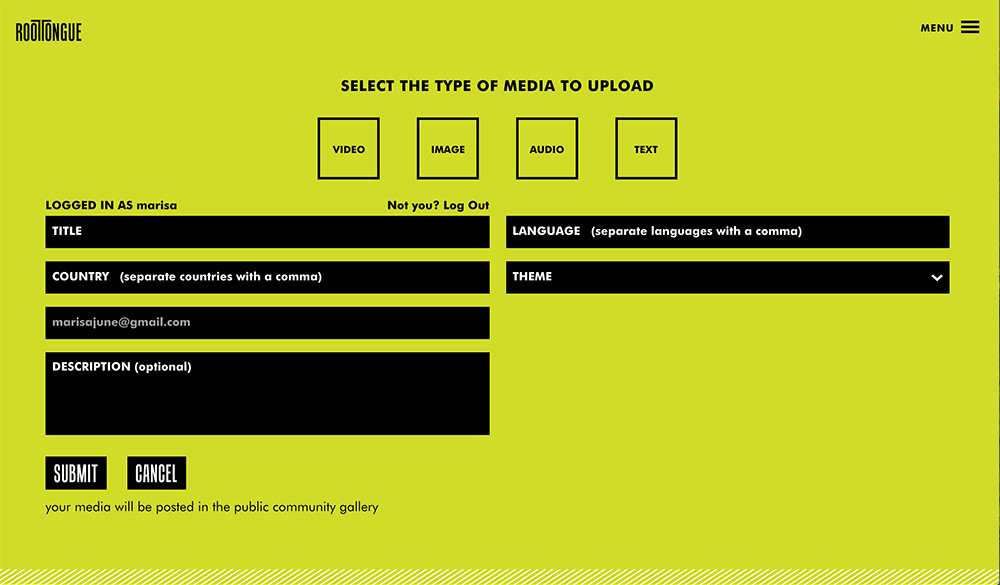 ROOTTONGUE
MENU
SELECT THE TYPE OF MEDIA TO UPLOAD
VIDEO IMAGE AUDIO TEXT
LOGGED IN AS marisa Not you? Log Out
TITLE
LANGUAGE (separate languages with a comma)
COUNTRY (separate countries with a comma)
THEME
marisajune@gmail.com
DESCRIPTION (optional)
SUBMIT CANCEL
your media will be posted in the public community gallery